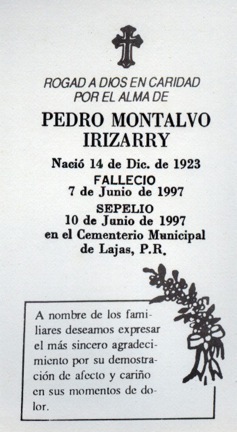 ROGAD A DIOS EN CARIDAD
POR EL ALMA DE
PEDRO MONTALVO
IRIZARRY
Nació 14 de Dic. de 1923
FALLECIO
7 de Junio de 1997
SEPELIO
10 de Junio de 1997
en el Cementerio Municipal
de Lajas, P.R.
A nombre de los fami-
liares deseamos expresar
el más sincero agradeci-
miento por su demostra-
ción de afecto y cariño
en sus momentos de do-
lor.